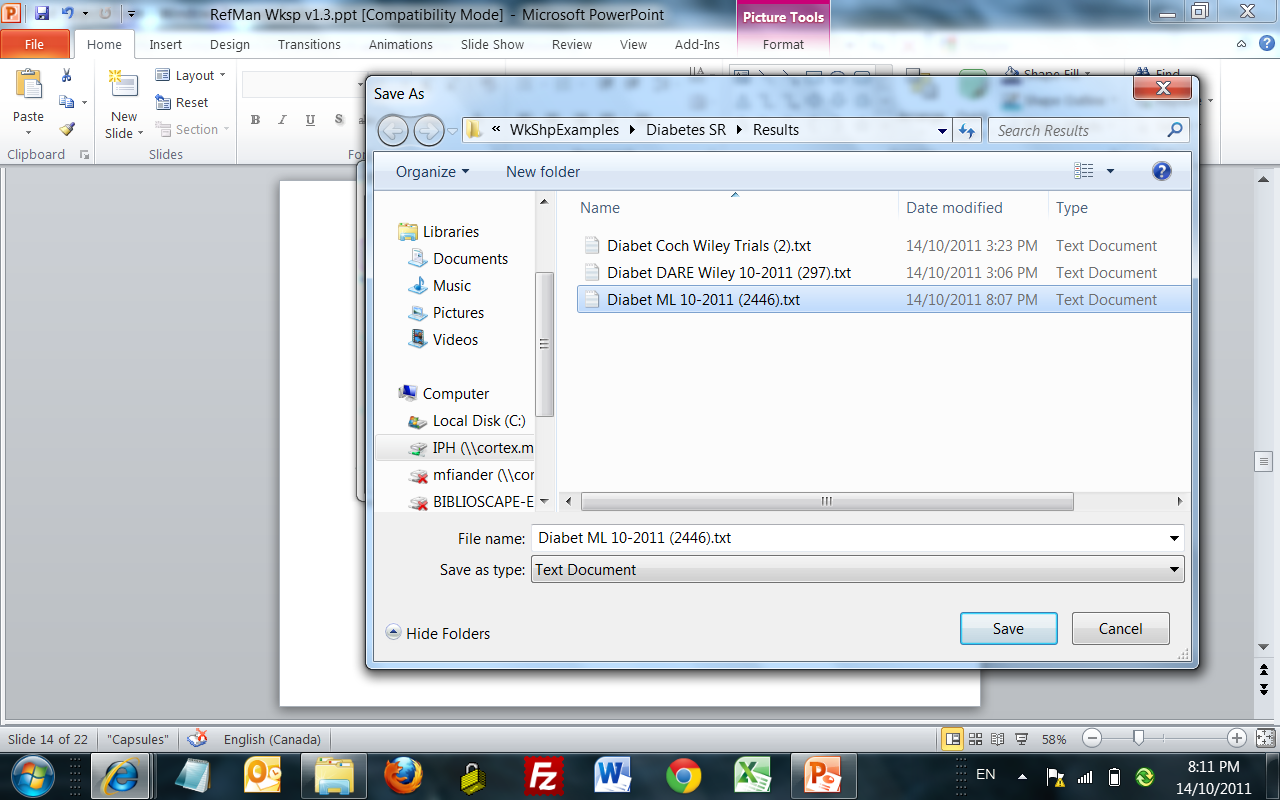 RefMan Wksp v1.3.ppt [Compatibility Mode] - Microsoft PowerPoint
Picture Tools
File Home Insert Design Transitions Animations Slide Show Review View Add-Ins Format
Paste
Clipboard
New Slide
Layout
Reset
Section
Slides
B I U S
Shape Fill
Find
Save As
« WkShpExamples Diabetes SR Results
Search Results
Organize New folder
Libraries
Documents
Music
Pictures
Videos
Computer
Local Disk (C:)
IPH (\\cortex.m
mfiander (\\cor
BIBLIOSCAPE-E
Name Date modified Type
Diabet Coch Wiley Trials (2).txt 14/10/2011 3:23 PM Text Document
Diabet DARE Wiley 10-2011 (297).txt 14/10/2011 3:06 PM Text Document
Diabet ML 10-2011 (2446).txt 14/10/2011 8:07 PM Text Document
File name: Diabet ML 10-2011 (2446).txt
Save as type: Text Document
Hide Folders
Save Cancel
Slide 14 of 22 "Capsules" English (Canada) 58%
EN
8:11 PM
14/10/2011